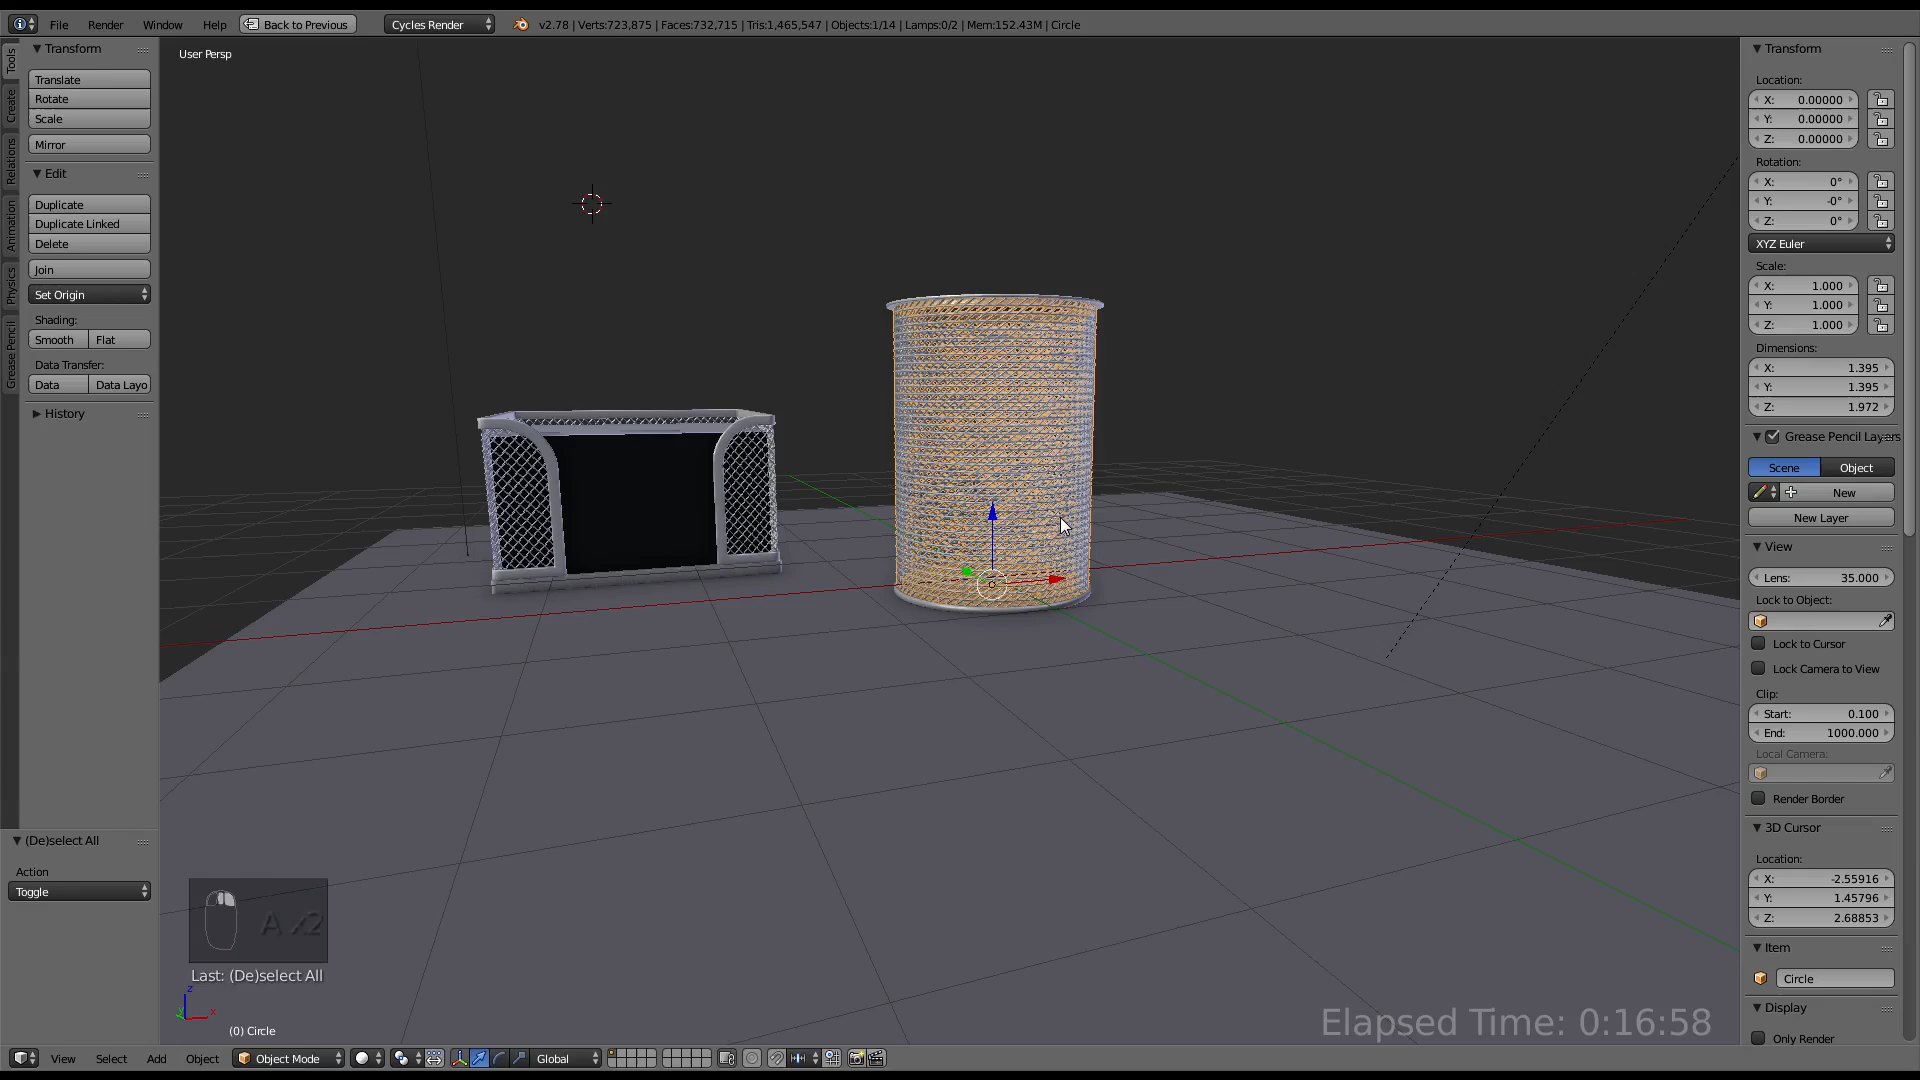 File Render Window Help Back to Previous Cycles Render v2.78 | Verts:723,875 | Faces:732,715 | Tris:1,465,547 | Objects:1/14 | Lamps:0/2 | Mem:152.43M | Circle
Tools
Create
Relations
Animation
Physics
Grease Pencil
Transform
Translate
Rotate
Scale
Mirror
Edit
Duplicate
Duplicate Linked
Delete
Join
Set Origin
Shading:
Smooth Flat
Data Transfer:
Data Data Layo
History
(De)select All
Action
Toggle
User Persp
A x2
Last: (De)select All
z
y
x
(0) Circle
Elapsed Time: 0:16:58
Transform
Location:
X: 0.00000
Y: 0.00000
Z: 0.00000
Rotation:
X: 0°
Y: -0°
Z: 0°
XYZ Euler
Scale:
X: 1.000
Y: 1.000
Z: 1.000
Dimensions:
X: 1.395
Y: 1.395
Z: 1.972
Grease Pencil Layers
Scene Object
New
New Layer
View
Lens: 35.000
Lock to Object:
Lock to Cursor
Lock Camera to View
Clip:
Start: 0.100
End: 1000.000
Local Camera:
Render Border
3D Cursor
Location:
X: -2.55916
Y: 1.45796
Z: 2.68853
Item
Circle
Display
Only Render
View Select Add Object Object Mode Global